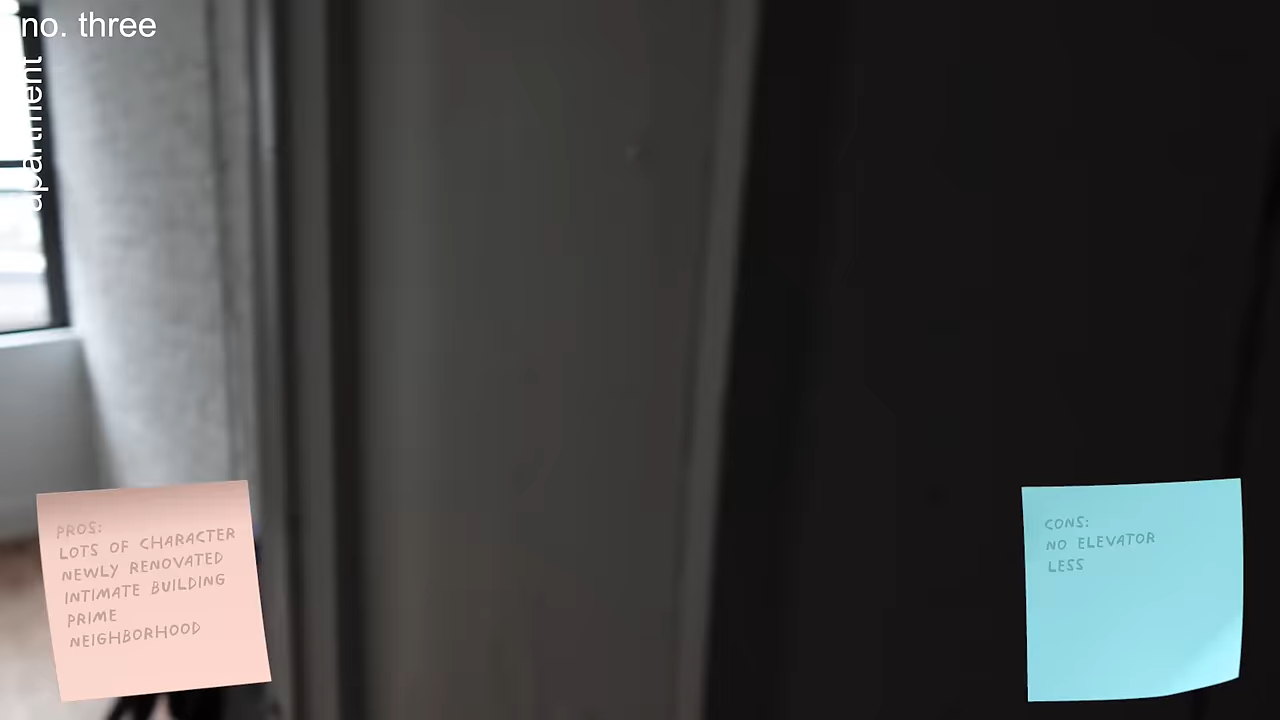 no. three
apartment
PROS:
LOTS OF CHARACTER
NEWLY RENOVATED
INTIMATE BUILDING
PRIME
NEIGHBORHOOD
CONS:
NO ELEVATOR
LESS